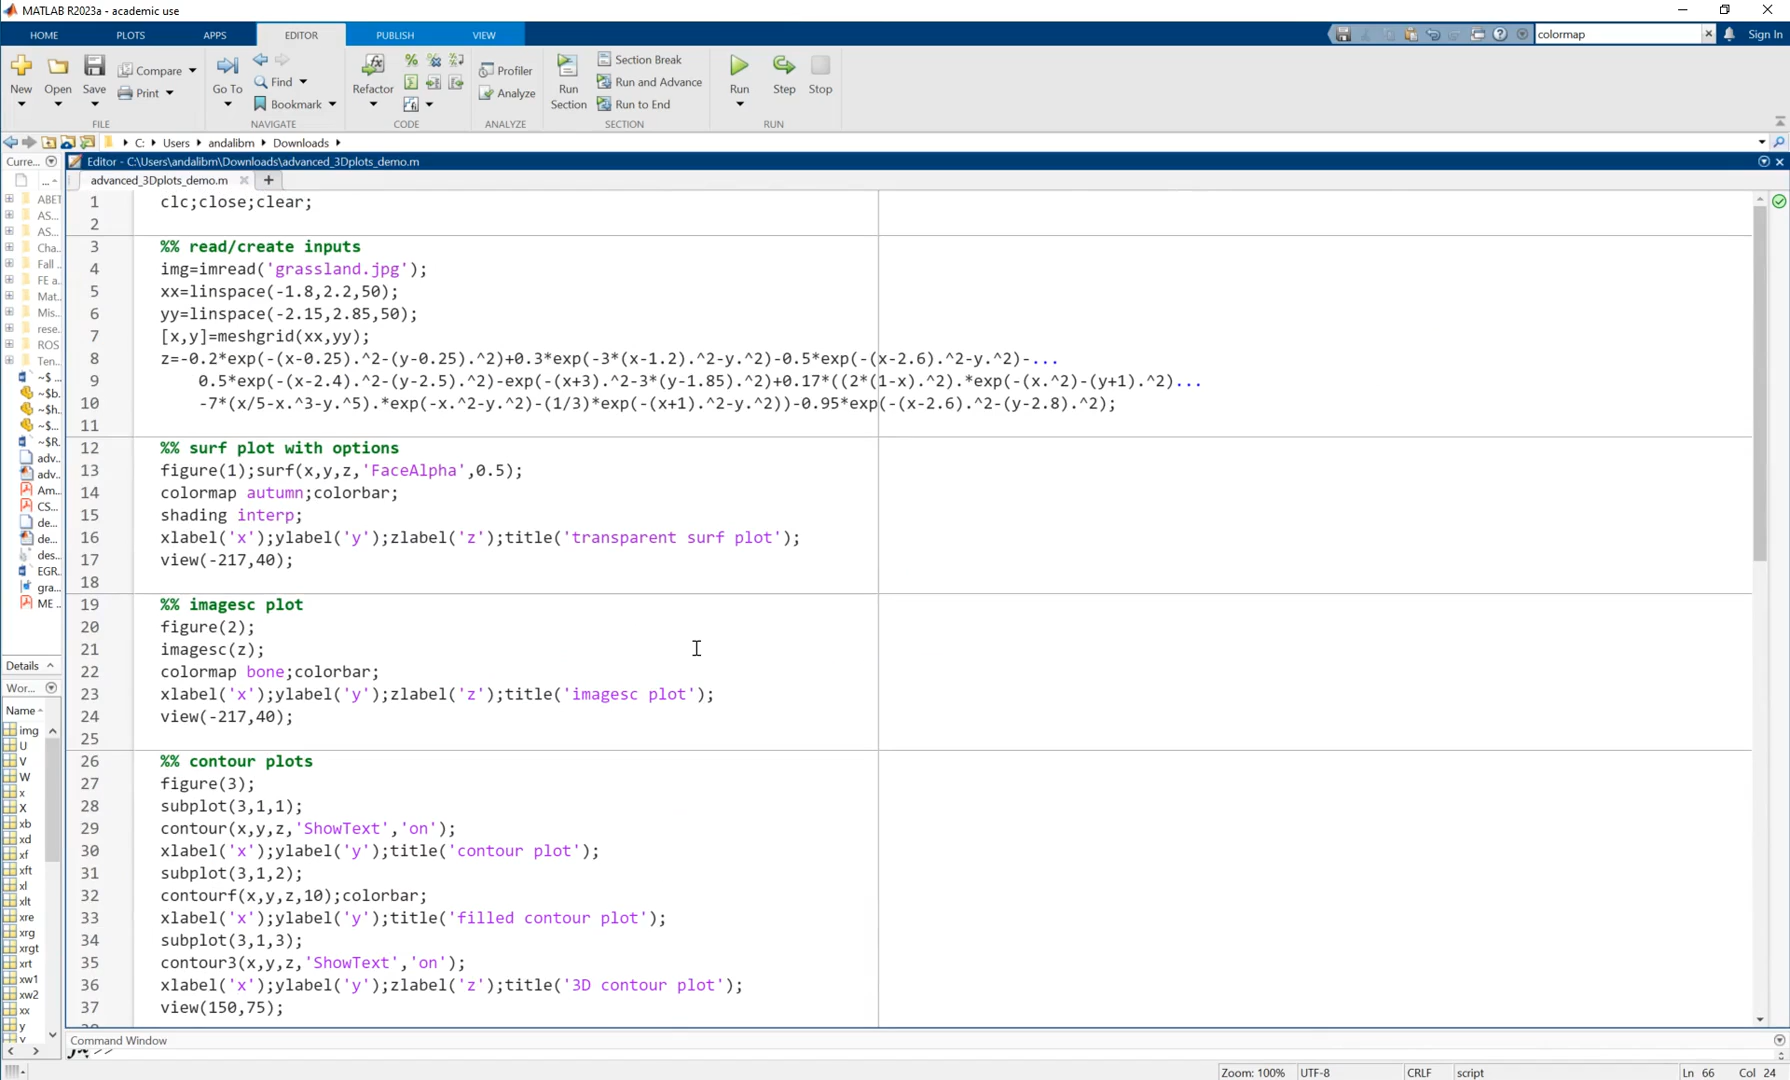 MATLAB R2023a - academic use
HOME PLOTS APPS EDITOR PUBLISH VIEW
colormap
Sign In
New Open Save Compare Print
FILE
Go To Find Bookmark
NAVIGATE
Refactor
CODE
Profiler Analyze
ANALYZE
Run Section Section Break Run and Advance Run to End
SECTION
Run Step Stop
RUN
C: Users andalibm Downloads
Curre...
Editor - C:\Users\andalibm\Downloads\advanced_3Dplots_demo.m
advanced_3Dplots_demo.m
1 clc;close;clear;
2
3 %% read/create inputs
4 img=imread('grassland.jpg');
5 xx=linspace(-1.8,2.2,50);
6 yy=linspace(-2.15,2.85,50);
7 [x,y]=meshgrid(xx,yy);
8 z=-0.2*exp(-(x-0.25).^2-(y-0.25).^2)+0.3*exp(-3*(x-1.2).^2-y.^2)-0.5*exp(-(x-2.6).^2-y.^2)-...
9 0.5*exp(-(x-2.4).^2-(y-2.5).^2)-exp(-(x+3).^2-3*(y-1.85).^2)+0.17*((2*(1-x).^2).*exp(-(x.^2)-(y+1).^2)...
10 -7*(x/5-x.^3-y.^5).*exp(-x.^2-y.^2)-(1/3)*exp(-(x+1).^2-y.^2))-0.95*exp(-(x-2.6).^2-(y-2.8).^2);
11
12 %% surf plot with options
13 figure(1);surf(x,y,z,'FaceAlpha',0.5);
14 colormap autumn;colorbar;
15 shading interp;
16 xlabel('x');ylabel('y');zlabel('z');title('transparent surf plot');
17 view(-217,40);
18
19 %% imagesc plot
20 figure(2);
21 imagesc(z);
22 colormap bone;colorbar;
23 xlabel('x');ylabel('y');zlabel('z');title('imagesc plot');
24 view(-217,40);
25
26 %% contour plots
27 figure(3);
28 subplot(3,1,1);
29 contour(x,y,z,'ShowText','on');
30 xlabel('x');ylabel('y');title('contour plot');
31 subplot(3,1,2);
32 contourf(x,y,z,10);colorbar;
33 xlabel('x');ylabel('y');title('filled contour plot');
34 subplot(3,1,3);
35 contour3(x,y,z,'ShowText','on');
36 xlabel('x');ylabel('y');zlabel('z');title('3D contour plot');
37 view(150,75);
ABET
AS...
AS...
Cha...
Fall ...
FE a...
Mat...
Mis...
rese...
ROS
Ten...
~$ ...
~$b...
~$h...
~$...
~$R...
adv...
adv...
Am...
CS...
de...
de...
des...
EGR...
gra...
ME ...
Details
Wor...
Name
img
U
V
W
x
X
xb
xd
xf
xft
xl
xlt
xre
xrg
xrgt
xrt
xw1
xw2
xx
y
Command Window
fx >>
Zoom: 100% UTF-8 CRLF script Ln 66 Col 24